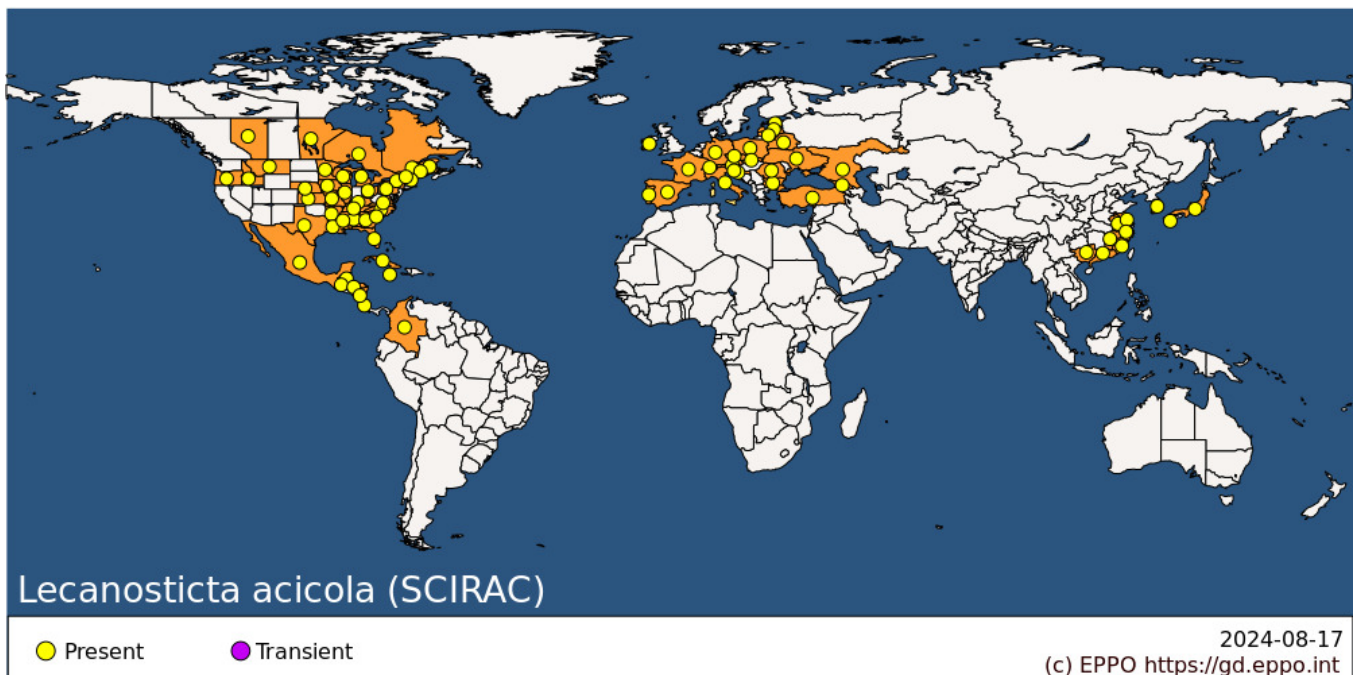 Lecanosticta acicola (SCIRAC)
Present
Transient
2024-08-17
(c) EPPO https://gd.eppo.int